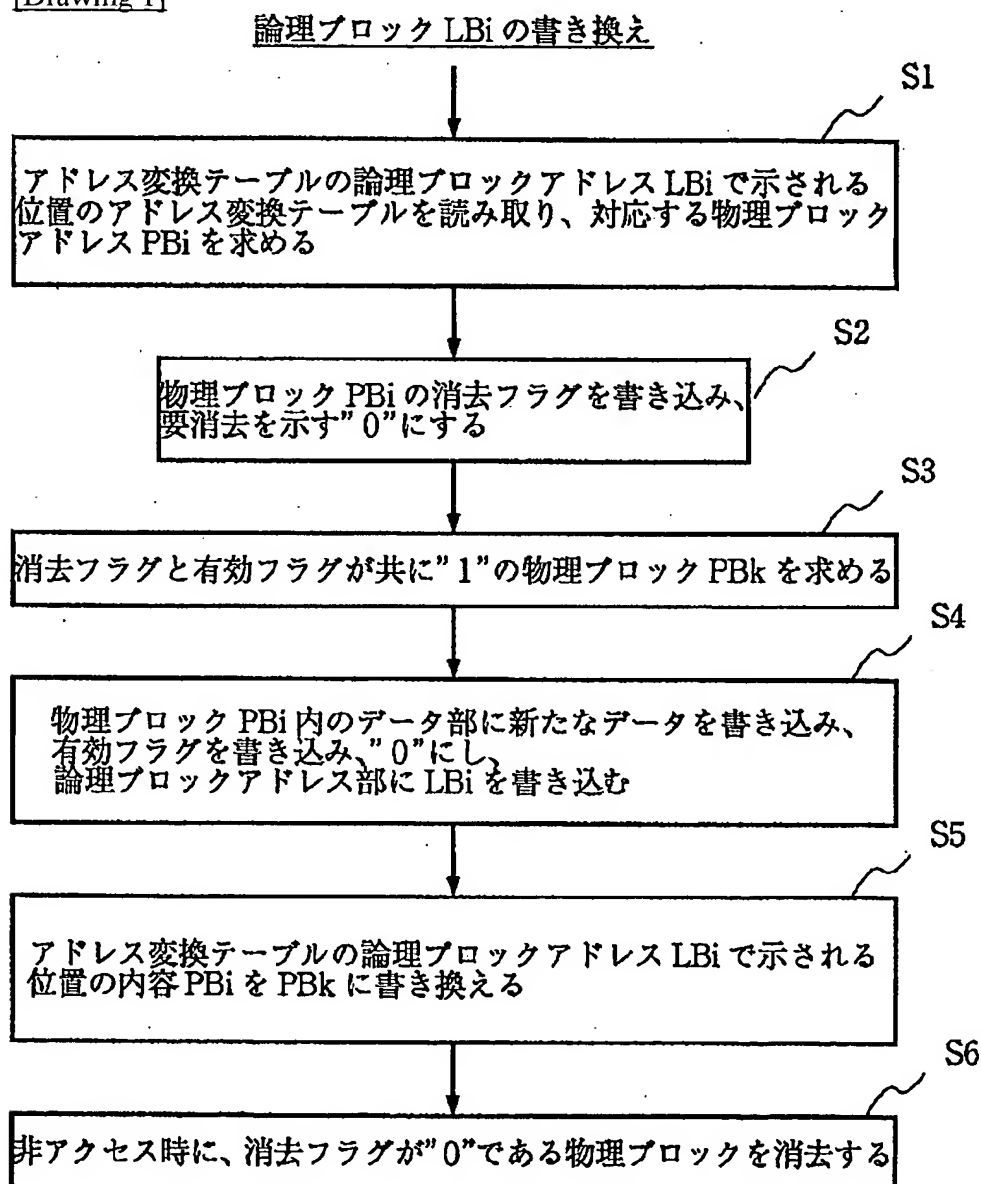 [Drawing 1]
論理ブロック LBi の書き換え
S1
アドレス変換テーブルの論理ブロックアドレス LBi で示される
位置のアドレス変換テーブルを読み取り、対応する物理ブロック
アドレス PBi を求める
S2
物理ブロック PBi の消去フラグを書き込み、
要消去を示す"0"にする
S3
消去フラグと有効フラグが共に"1"の物理ブロック PBk を求める
S4
物理ブロック PBi 内のデータ部に新たなデータを書き込み、
有効フラグを書き込み、"0"にし、
論理ブロックアドレス部に LBi を書き込む
S5
アドレス変換テーブルの論理ブロックアドレス LBi で示される
位置の内容 PBi を PBk に書き換える
S6
非アクセス時に、消去フラグが"0"である物理ブロックを消去する